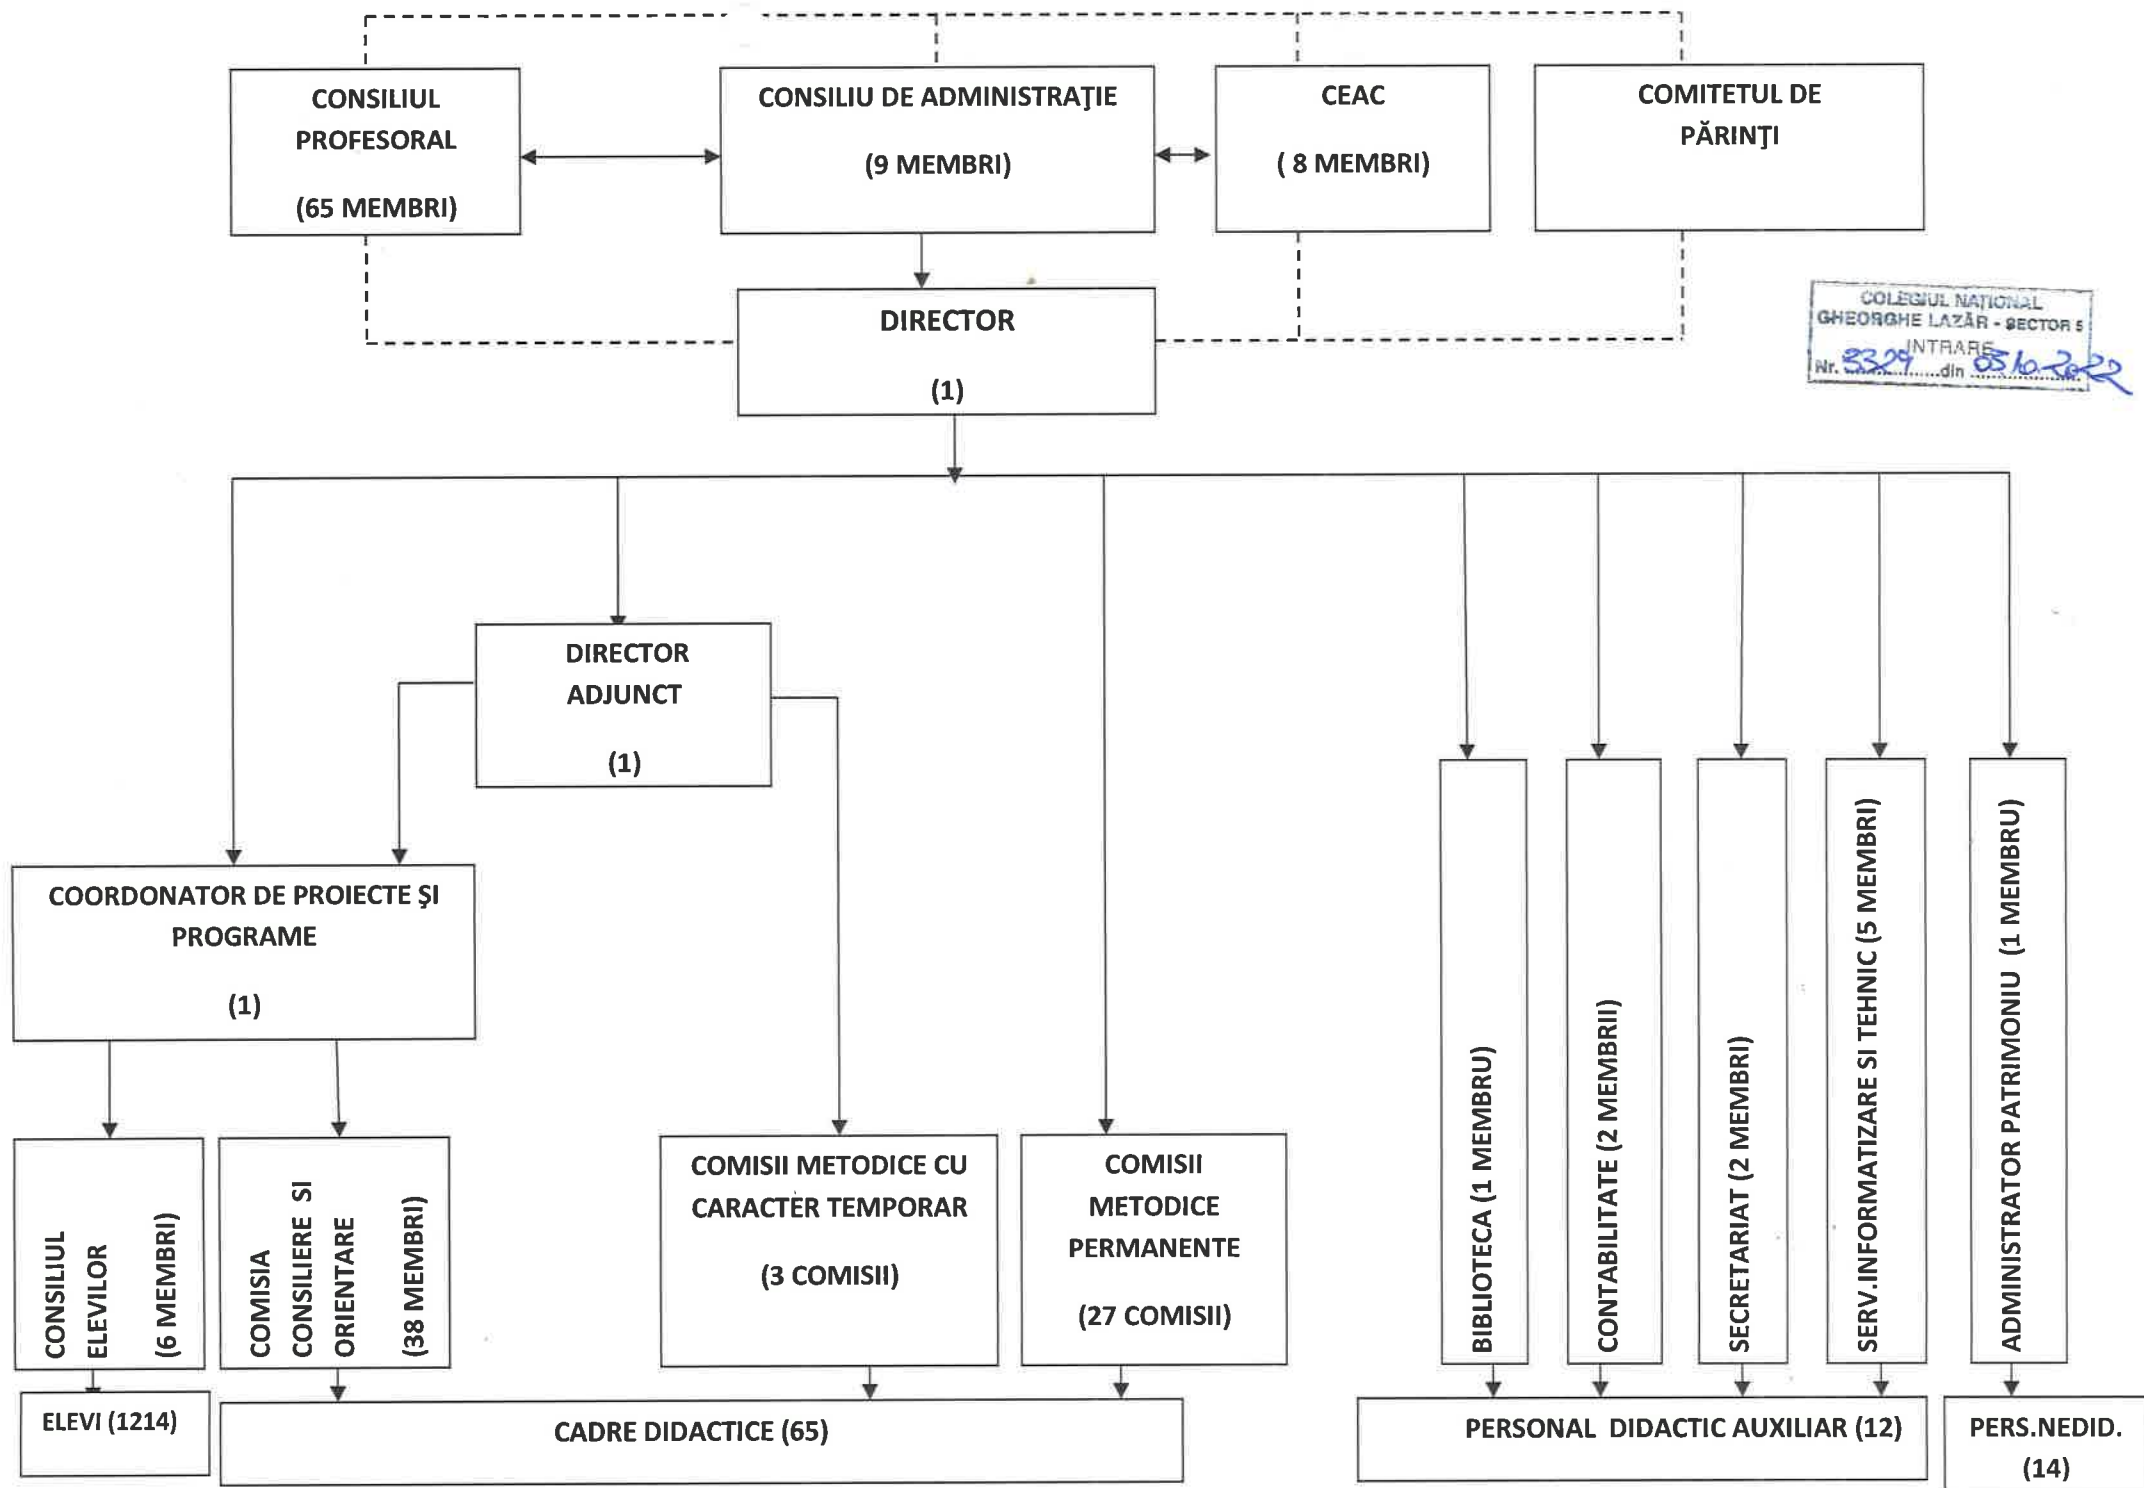 CONSILIUL
PROFESORAL
(65 MEMBRI)
CONSILIU DE ADMINISTRAŢIE
(9 MEMBRI)
CEAC
( 8 MEMBRI)
COMITETUL DE
PĂRINŢI
DIRECTOR
(1)
COLEGIUL NAȚIONAL
GHEORGHE LAZĂR - SECTOR 5
INTRARE
Nr. 3329 din 03.10.2022
DIRECTOR
ADJUNCT
(1)
COORDONATOR DE PROIECTE ŞI
PROGRAME
(1)
CONSILIUL
ELEVILOR
(6 MEMBRI)
COMISIA
CONSILIERE SI
ORIENTARE
(38 MEMBRI)
COMISII METODICE CU
CARACTER TEMPORAR
(3 COMISII)
COMISII
METODICE
PERMANENTE
(27 COMISII)
BIBLIOTECA (1 MEMBRU)
CONTABILITATE (2 MEMBRII)
SECRETARIAT (2 MEMBRI)
SERV.INFORMATIZARE SI TEHNIC (5 MEMBRI)
ADMINISTRATOR PATRIMONIU (1 MEMBRU)
ELEVI (1214)
CADRE DIDACTICE (65)
PERSONAL DIDACTIC AUXILIAR (12)
PERS.NEDID.
(14)